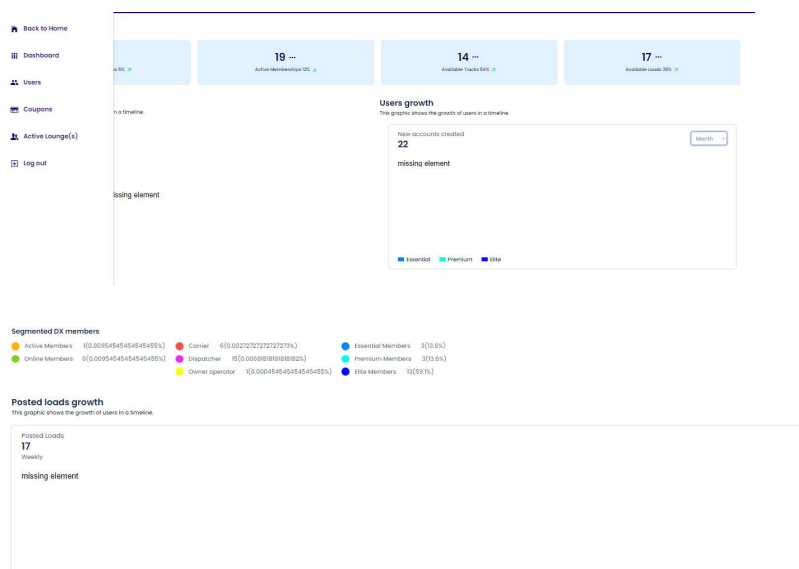 Back to Home
Dashboard
Users
Coupons
Active Lounge(s)
Log out
s 5%
19 ...
Active Memberships 12%
14 ...
Available Trucks 54%
17 ...
Available Loads 36%
n a timeline.
issing element
Users growth
This graphic shows the growth of users in a timeline.
New accounts created
22
Month
missing element
Essential Premium Elite
Segmented DX members
Active Members 1(0.00954545454545455%)
Online Members 0(0.00954545454545455%)
Carrier 6(0.00272727272727273%)
Dispatcher 15(0.00681818181818182%)
Owner operator 1(0.000454545454545455%)
Essential Members 3(13.6%)
Premium Members 3(13.6%)
Elite Members 13(59.1%)
Posted loads growth
This graphic shows the growth of users in a timeline.
Posted Loads
17
Weekly
missing element